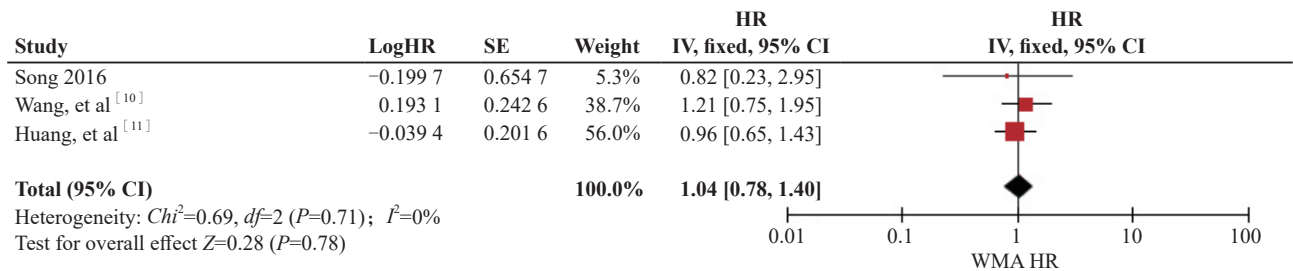 HR HR
Study LogHR SE Weight IV, fixed, 95% CI IV, fixed, 95% CI
Song 2016 −0.199 7 0.654 7 5.3% 0.82 [0.23, 2.95]
Wang, et al [10] 0.193 1 0.242 6 38.7% 1.21 [0.75, 1.95]
Huang, et al [11] −0.039 4 0.201 6 56.0% 0.96 [0.65, 1.43]
Total (95% CI) 100.0% 1.04 [0.78, 1.40]
Heterogeneity: Chi²=0.69, df=2 (P=0.71); I²=0%
Test for overall effect Z=0.28 (P=0.78)
0.01 0.1 1 10 100
WMA HR